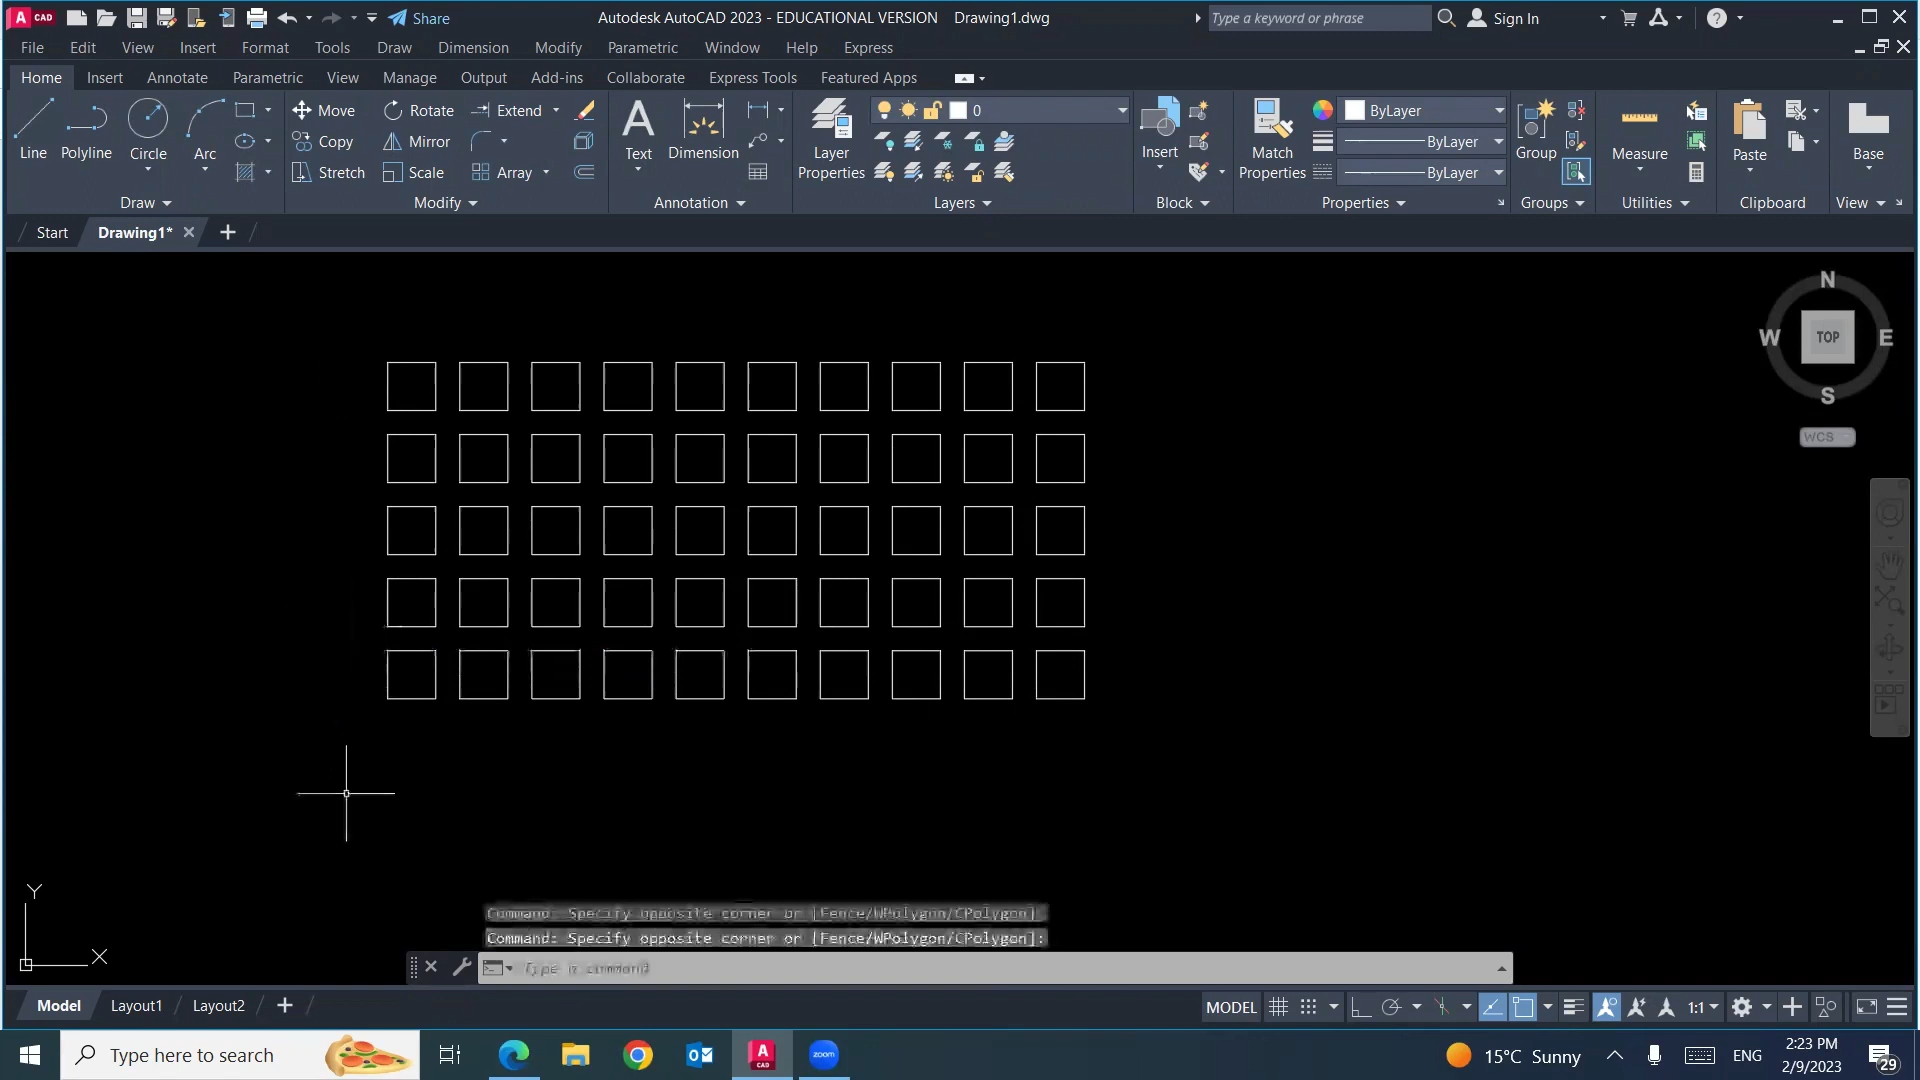 A CAD Share Autodesk AutoCAD 2023 - EDUCATIONAL VERSION Drawing1.dwg Type a keyword or phrase Sign In
File Edit View Insert Format Tools Draw Dimension Modify Parametric Window Help Express
Home Insert Annotate Parametric View Manage Output Add-ins Collaborate Express Tools Featured Apps
Line Polyline Circle Arc
Move Rotate Extend
Copy Mirror
Stretch Scale Array
Text Dimension
Layer Properties
0
Insert
Match Properties
ByLayer
ByLayer
ByLayer
Group
Measure
Paste
Base
Draw Modify Annotation Layers Block Properties Groups Utilities Clipboard View
Start Drawing1*
N
W TOP E
S
WCS
Y
X
Command: Specify opposite corner or [Fence/WPolygon/CPolygon]:
Command: Specify opposite corner or [Fence/WPolygon/CPolygon]:
Type a command
Model Layout1 Layout2 MODEL 1:1
Type here to search A CAD zoom 15°C Sunny ENG 2:23 PM
2/9/2023 29